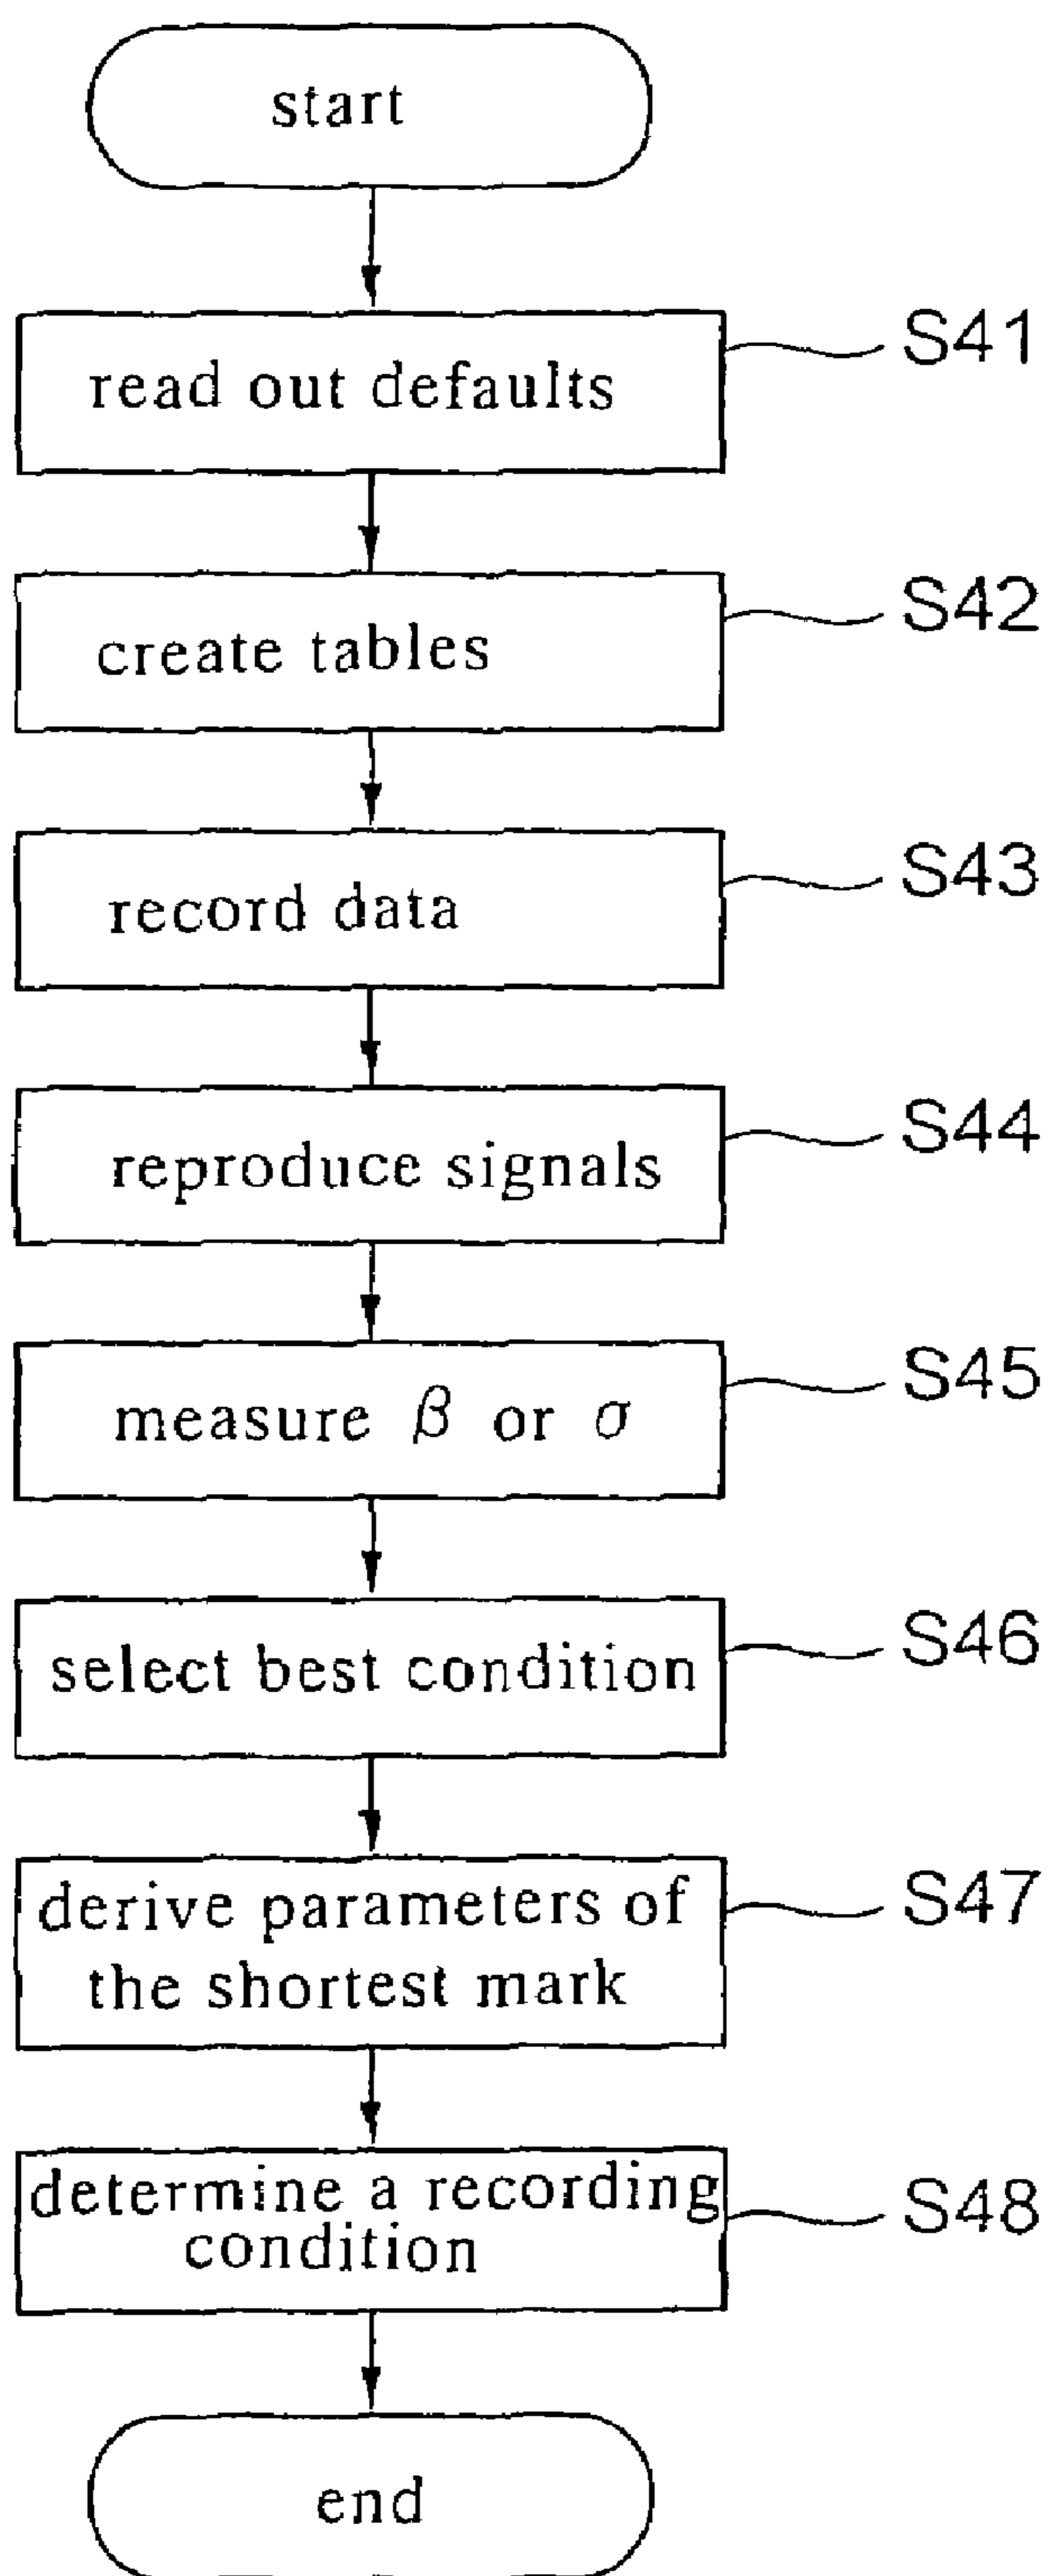 start
read out defaults
S41
create tables
S42
record data
S43
reproduce signals
S44
measure β or σ
S45
select best condition
S46
derive parameters of
the shortest mark
S47
determine a recording
condition
S48
end